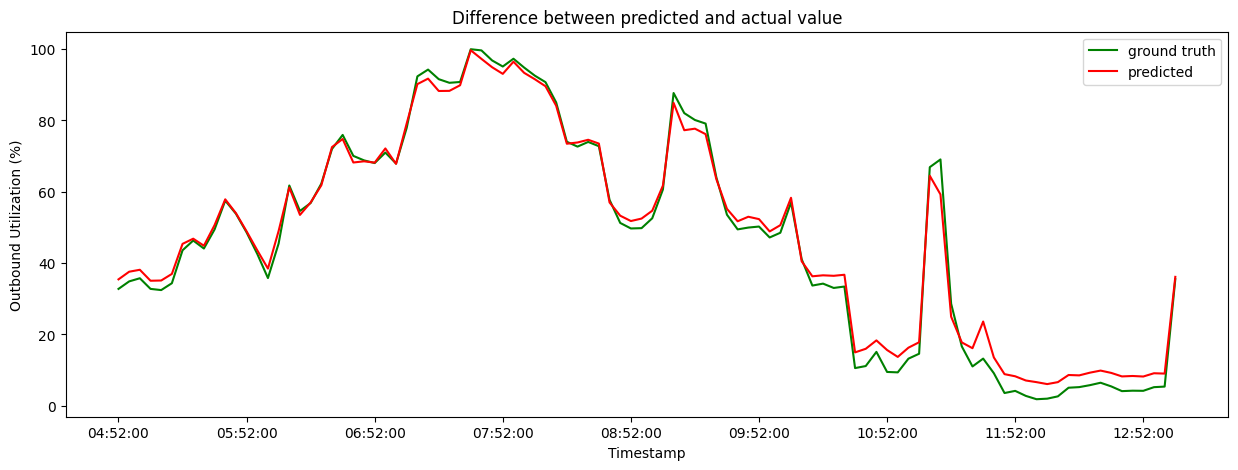 Difference between predicted and actual value
ground truth
predicted
Outbound Utilization (%)
100
80
60
40
20
0
04:52:00 05:52:00 06:52:00 07:52:00 08:52:00 09:52:00 10:52:00 11:52:00 12:52:00
Timestamp